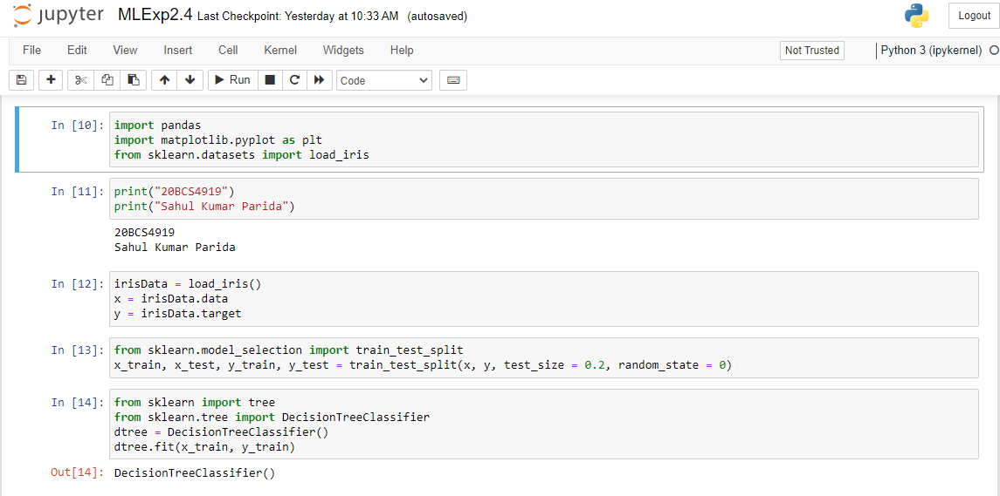 jupyter MLExp2.4 Last Checkpoint: Yesterday at 10:33 AM (autosaved) Logout
File Edit View Insert Cell Kernel Widgets Help Not Trusted Python 3 (ipykernel)
Run Code
In [10]: import pandas
import matplotlib.pyplot as plt
from sklearn.datasets import load_iris
In [11]: print("20BCS4919")
print("Sahul Kumar Parida")
20BCS4919
Sahul Kumar Parida
In [12]: irisData = load_iris()
x = irisData.data
y = irisData.target
In [13]: from sklearn.model_selection import train_test_split
x_train, x_test, y_train, y_test = train_test_split(x, y, test_size = 0.2, random_state = 0)
In [14]: from sklearn import tree
from sklearn.tree import DecisionTreeClassifier
dtree = DecisionTreeClassifier()
dtree.fit(x_train, y_train)
Out[14]: DecisionTreeClassifier()